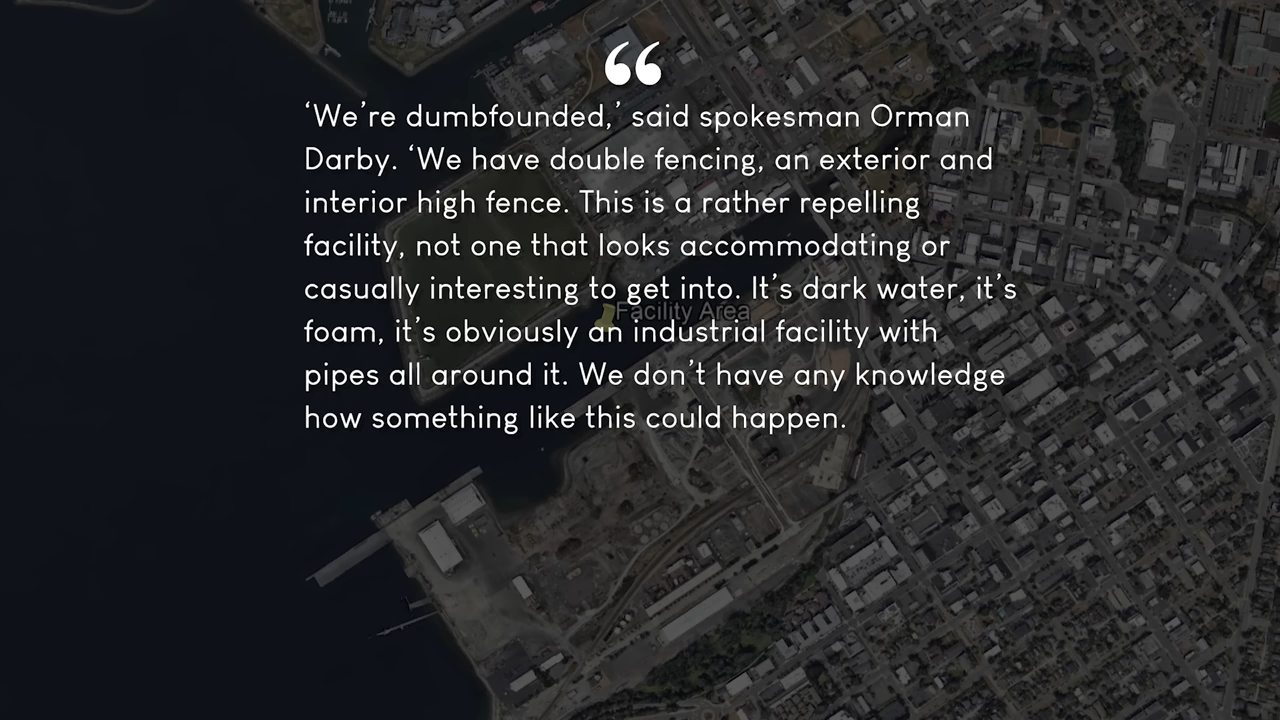 “
‘We’re dumbfounded,’ said spokesman Orman
Darby. ‘We have double fencing, an exterior and
interior high fence. This is a rather repelling
facility, not one that looks accommodating or
casually interesting to get into. It’s dark water, it’s
Facility Area
foam, it’s obviously an industrial facility with
pipes all around it. We don’t have any knowledge
how something like this could happen.